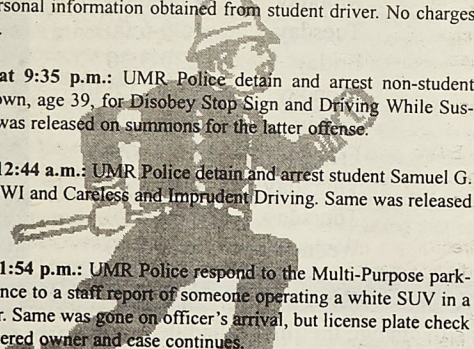 rsonal information obtained from student driver. No charges
.
at 9:35 p.m.: UMR Police detain and arrest non-student
own, age 39, for Disobey Stop Sign and Driving While Sus-
was released on summons for the latter offense.
12:44 a.m.: UMR Police detain and arrest student Samuel G.
WI and Careless and Imprudent Driving. Same was released
1:54 p.m.: UMR Police respond to the Multi-Purpose park-
nce to a staff report of someone operating a white SUV in a
r. Same was gone on officer's arrival, but license plate check
ered owner and case continues.